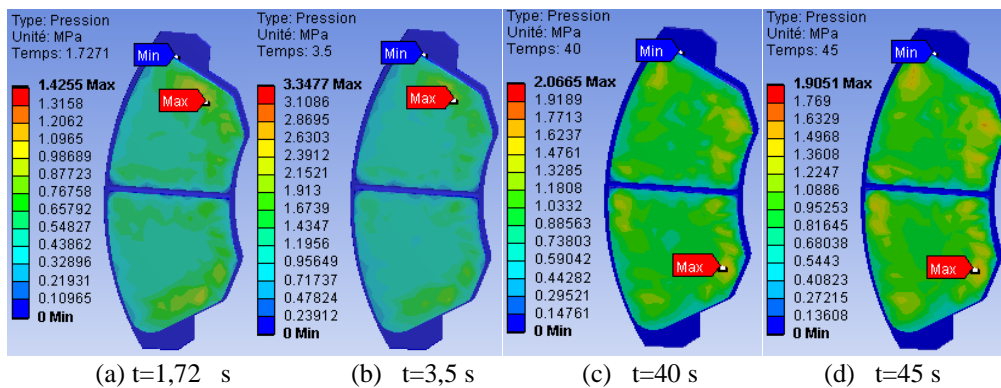 Type: Pression
Unité: MPa
Temps: 1.7271
Min
Max
1.4255 Max
1.3158
1.2062
1.0965
0.98689
0.87723
0.76758
0.65792
0.54827
0.43862
0.32896
0.21931
0.10965
0 Min
(a) t=1,72 s
Type: Pression
Unité: MPa
Temps: 3.5
Min
Max
3.3477 Max
3.1086
2.8695
2.6303
2.3912
2.1521
1.913
1.6739
1.4347
1.1956
0.95649
0.71737
0.47824
0.23912
0 Min
(b) t=3,5 s
Type: Pression
Unité: MPa
Temps: 40
Min
2.0665 Max
1.9189
1.7713
1.6237
1.4761
1.3285
1.1808
1.0332
0.88563
0.73803
0.59042
0.44282
0.29521
0.14761
0 Min
Max
(c) t=40 s
Type: Pression
Unité: MPa
Temps: 45
Min
1.9051 Max
1.769
1.6329
1.4968
1.3608
1.2247
1.0886
0.95253
0.81645
0.68038
0.5443
0.40823
0.27215
0.13608
0 Min
Max
(d) t=45 s